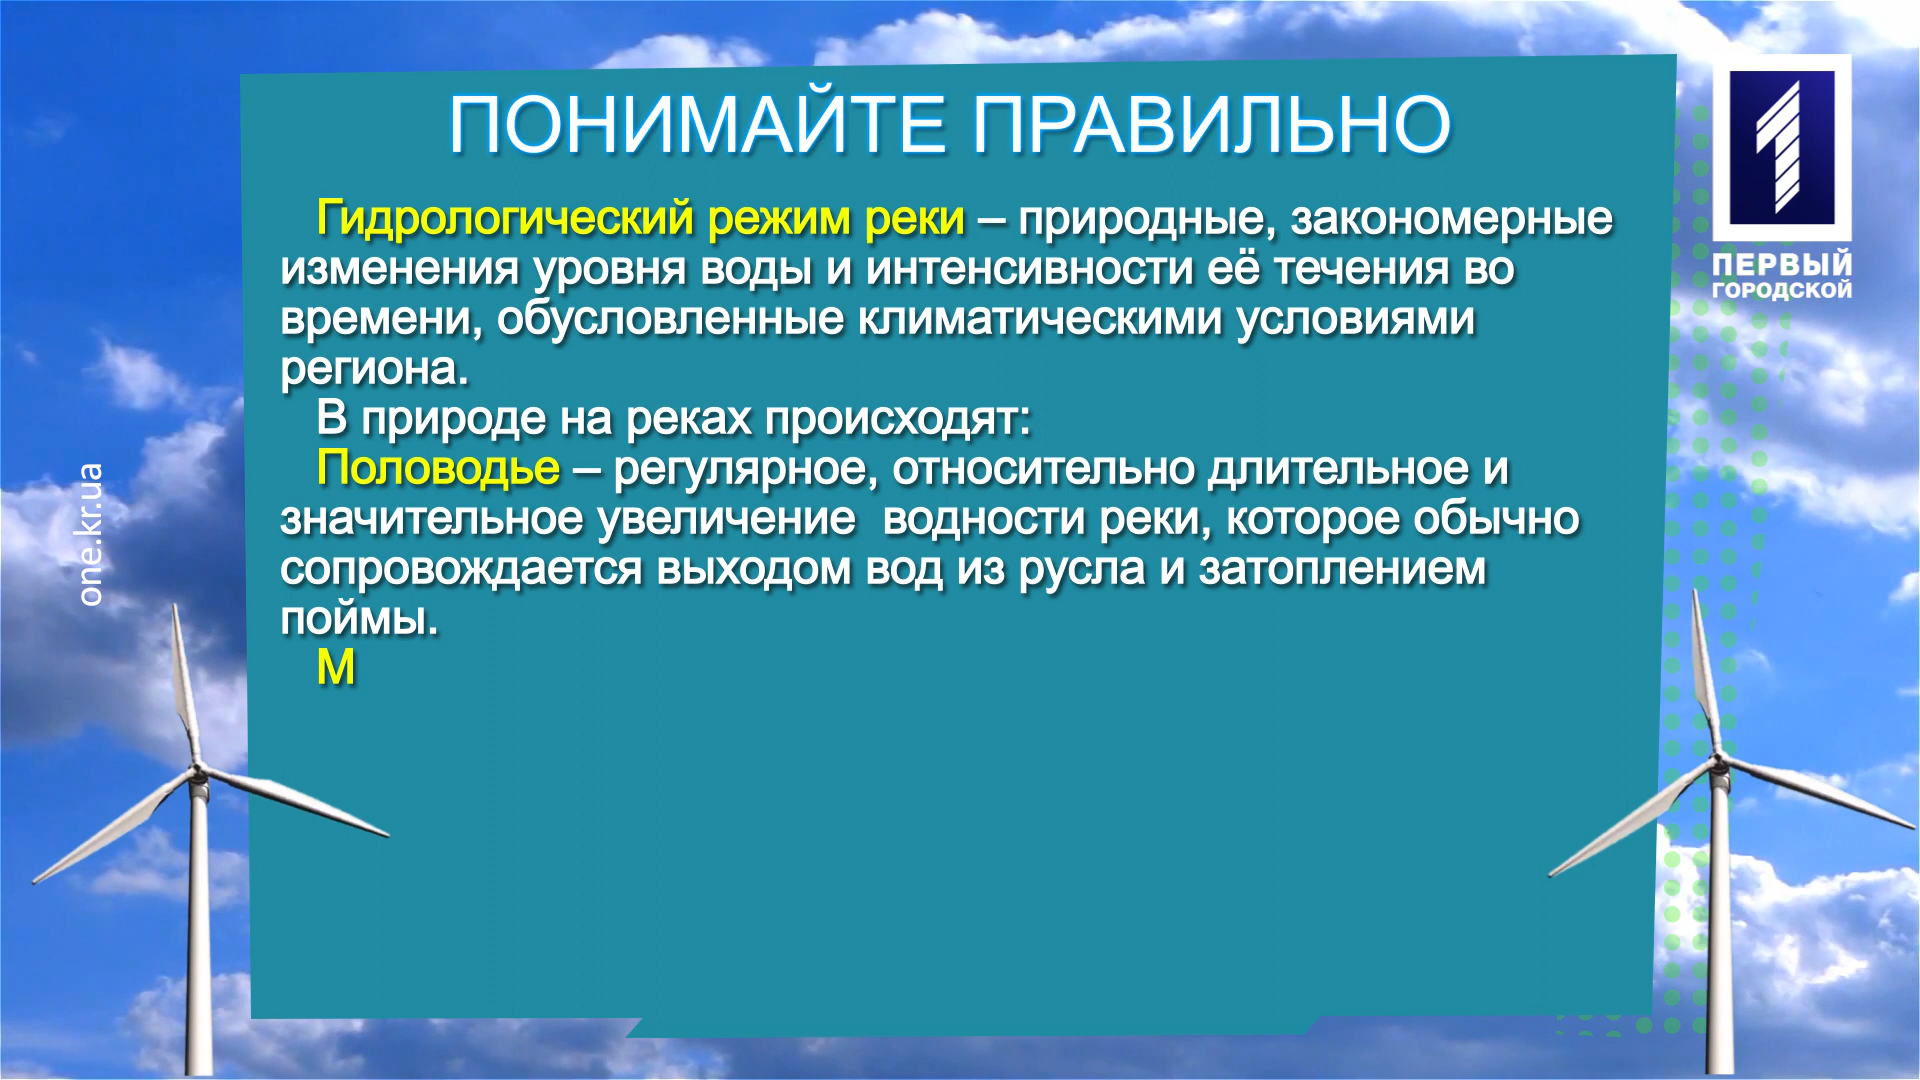 ПОНИМАЙТЕ ПРАВИЛЬНО
Гидрологический режим реки – природные, закономерные
изменения уровня воды и интенсивности её течения во
времени, обусловленные климатическими условиями
региона.
В природе на реках происходят:
Половодье – регулярное, относительно длительное и
значительное увеличение  водности реки, которое обычно
сопровождается выходом вод из русла и затоплением
поймы.
М
1
ПЕРВЫЙ
ГОРОДСКОЙ
one.kr.ua